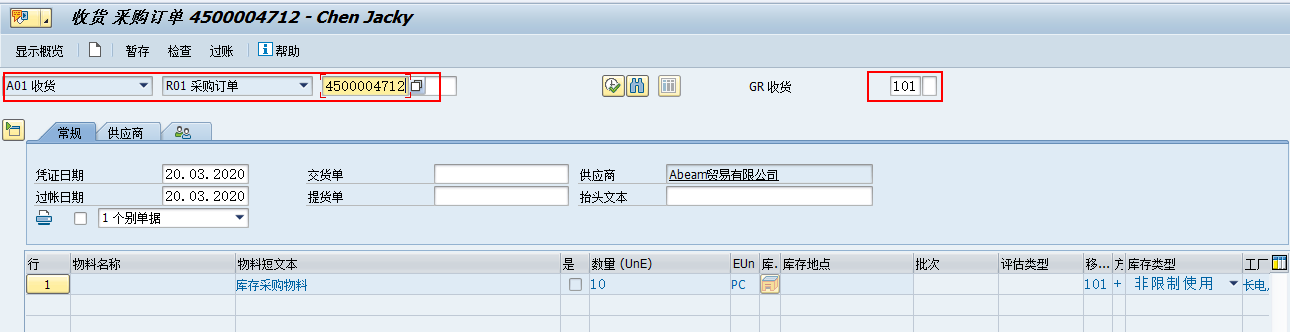 收货 采购订单 4500004712 - Chen Jacky
显示概览 暂存 检查 过账 帮助
A01 收货 R01 采购订单 4500004712 GR 收货 101
常规 供应商
凭证日期 20.03.2020 交货单 供应商 Abeam贸易有限公司
过帐日期 20.03.2020 提货单 抬头文本
1 个别单据
行 物料名称 物料短文本 是 数量 (UnE) EUn 库. 库存地点 批次 评估类型 移... 方 库存类型 工厂
1 库存采购物料 10 PC 101 + 非限制使用 长电